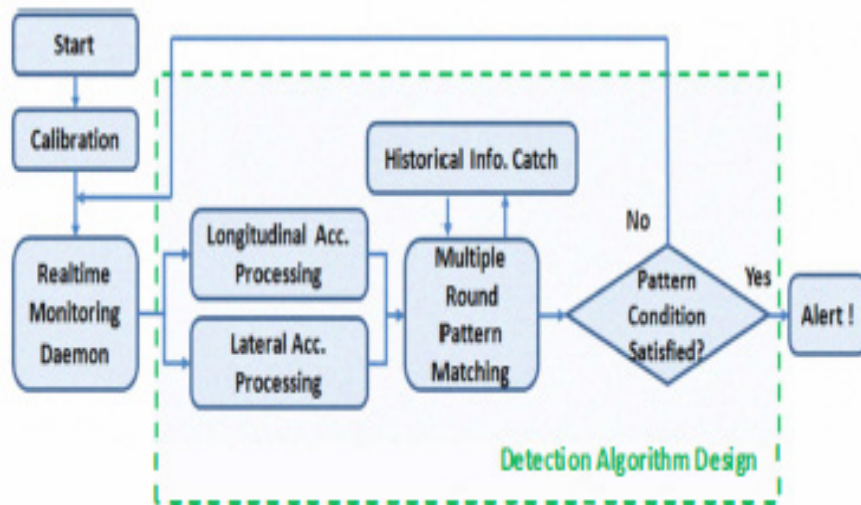 Start
Calibration
Realtime
Monitoring
Daemon
Longitudinal Acc.
Processing
Lateral Acc.
Processing
Historical Info. Catch
Multiple
Round
Pattern
Matching
No
Pattern
Condition
Satisfied?
Yes
Alert !
Detection Algorithm Design